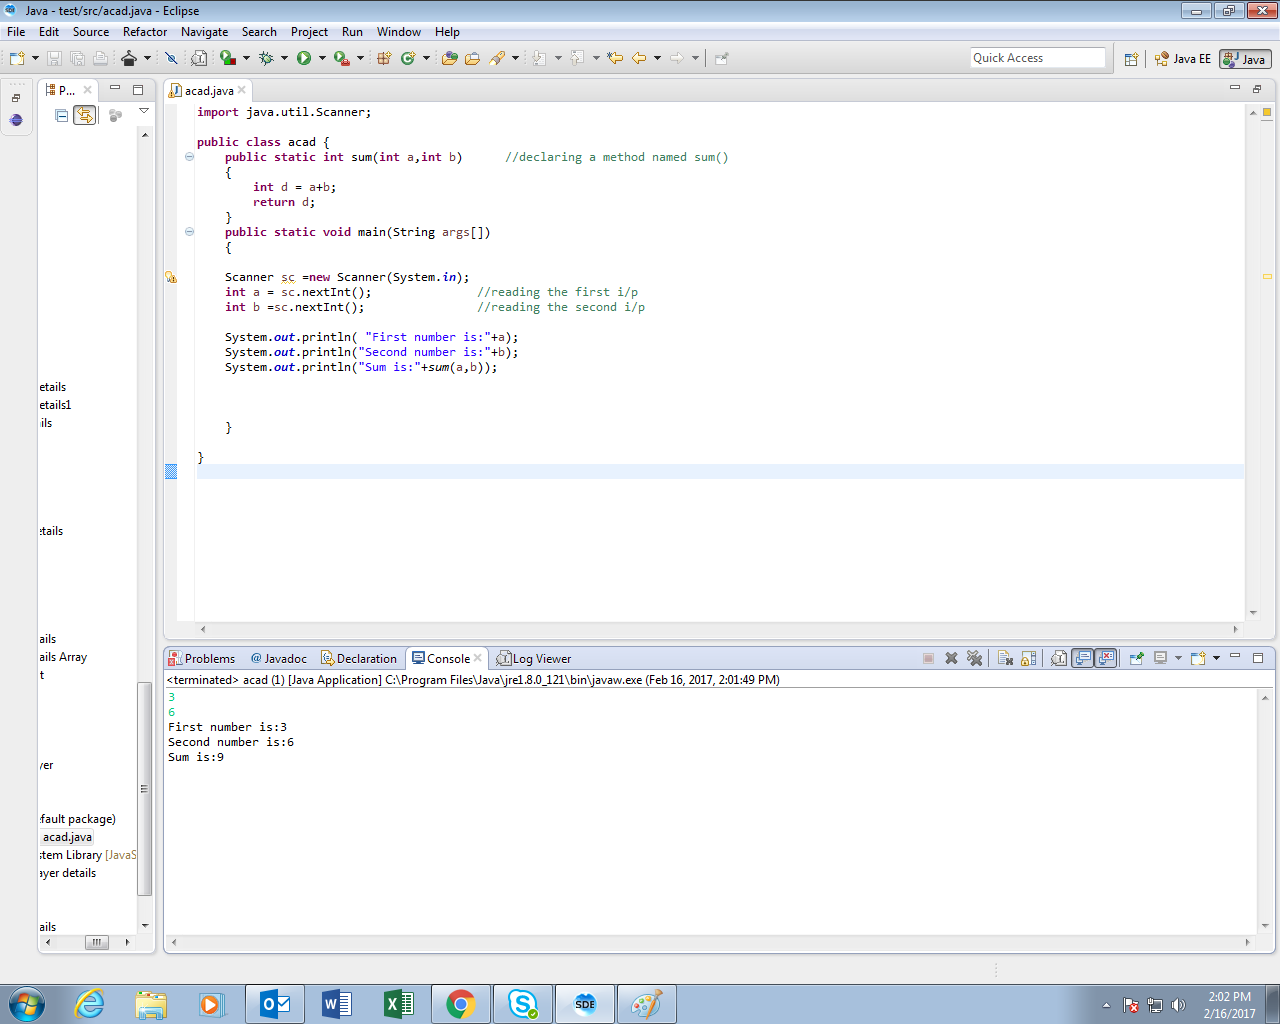 Java - test/src/acad.java - Eclipse
File Edit Source Refactor Navigate Search Project Run Window Help
Quick Access
Java EE
Java
P...
acad.java
import java.util.Scanner;
public class acad {
public static int sum(int a,int b) //declaring a method named sum()
{
int d = a+b;
return d;
}
public static void main(String args[])
{
Scanner sc =new Scanner(System.in);
int a = sc.nextInt(); //reading the first i/p
int b =sc.nextInt(); //reading the second i/p
System.out.println( "First number is:"+a);
System.out.println("Second number is:"+b);
System.out.println("Sum is:"+sum(a,b));
}
}
etails
etails1
ils
etails
ails
ails Array
t
yer
efault package)
acad.java
stem Library [JavaS
ayer details
ails
Problems @ Javadoc Declaration Console Log Viewer
<terminated> acad (1) [Java Application] C:\Program Files\Java\jre1.8.0_121\bin\javaw.exe (Feb 16, 2017, 2:01:49 PM)
3
6
First number is:3
Second number is:6
Sum is:9
SDE
2:02 PM
2/16/2017